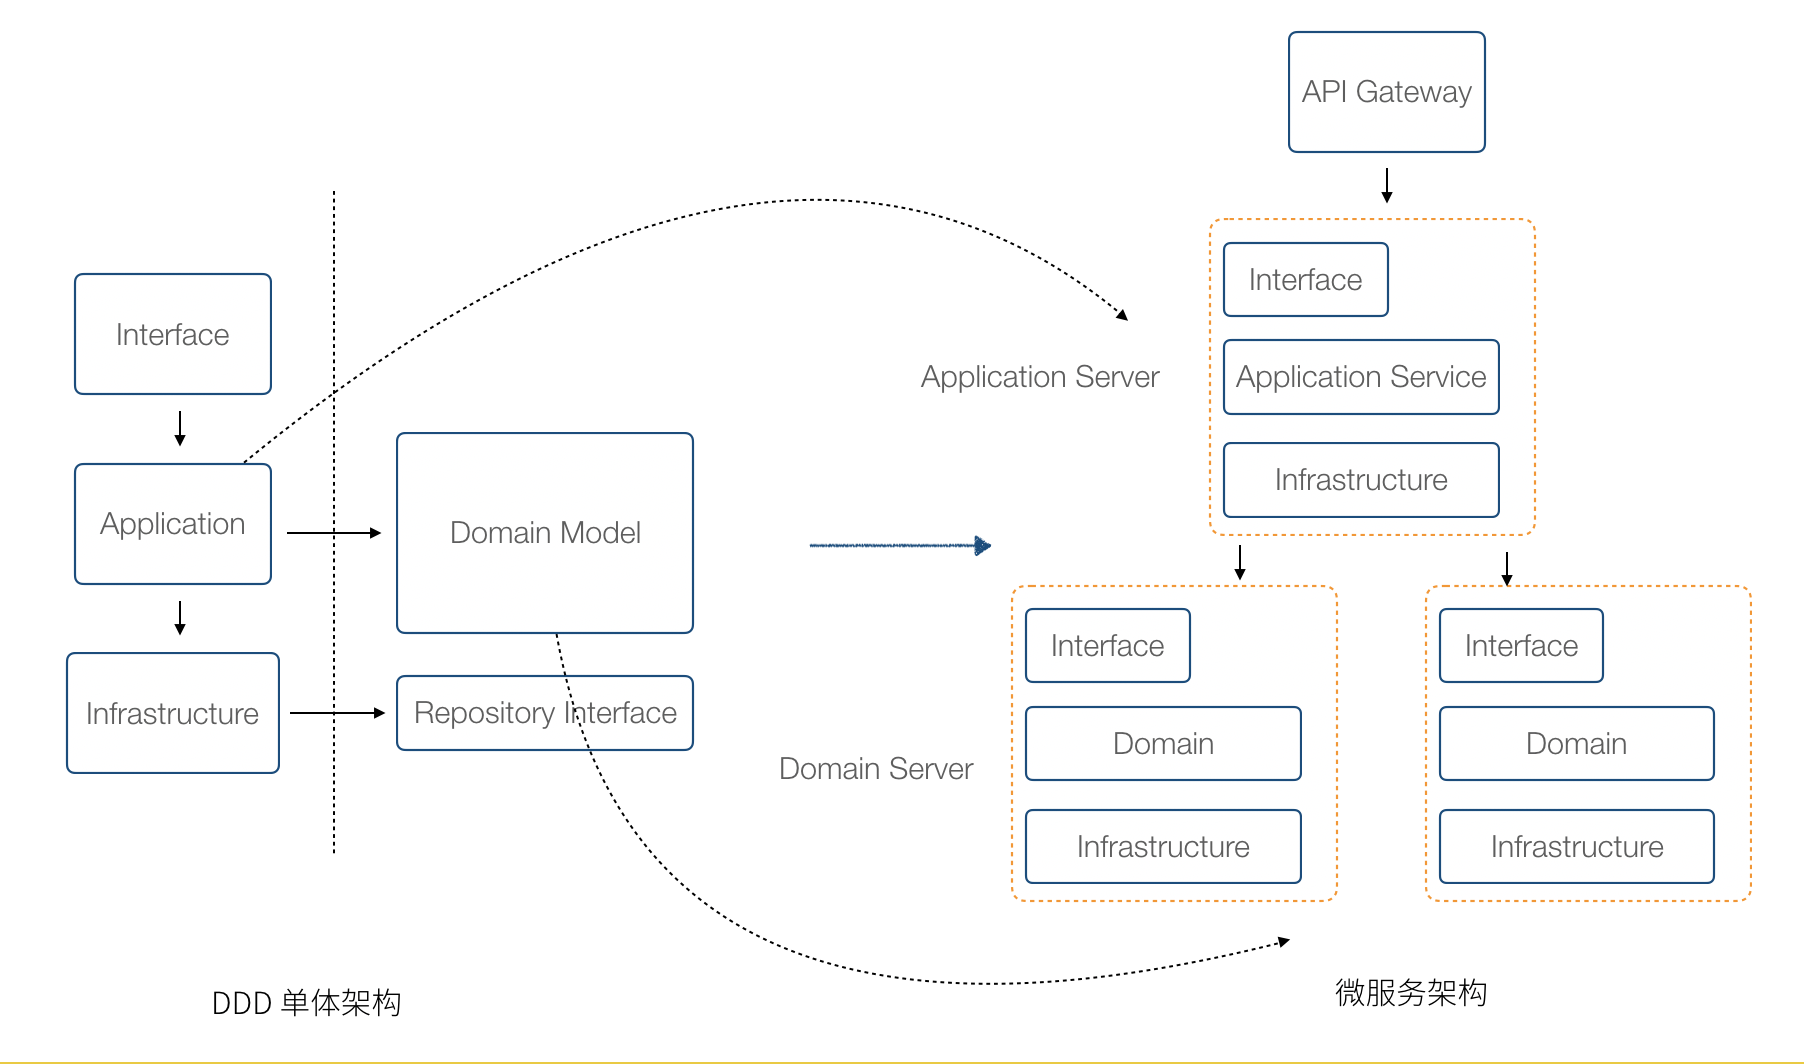 API Gateway
Interface
Application Service
Infrastructure
Application Server
Interface
Application
Infrastructure
Domain Model
Repository Interface
Domain Server
Interface
Domain
Infrastructure
Interface
Domain
Infrastructure
DDD 单体架构
微服务架构